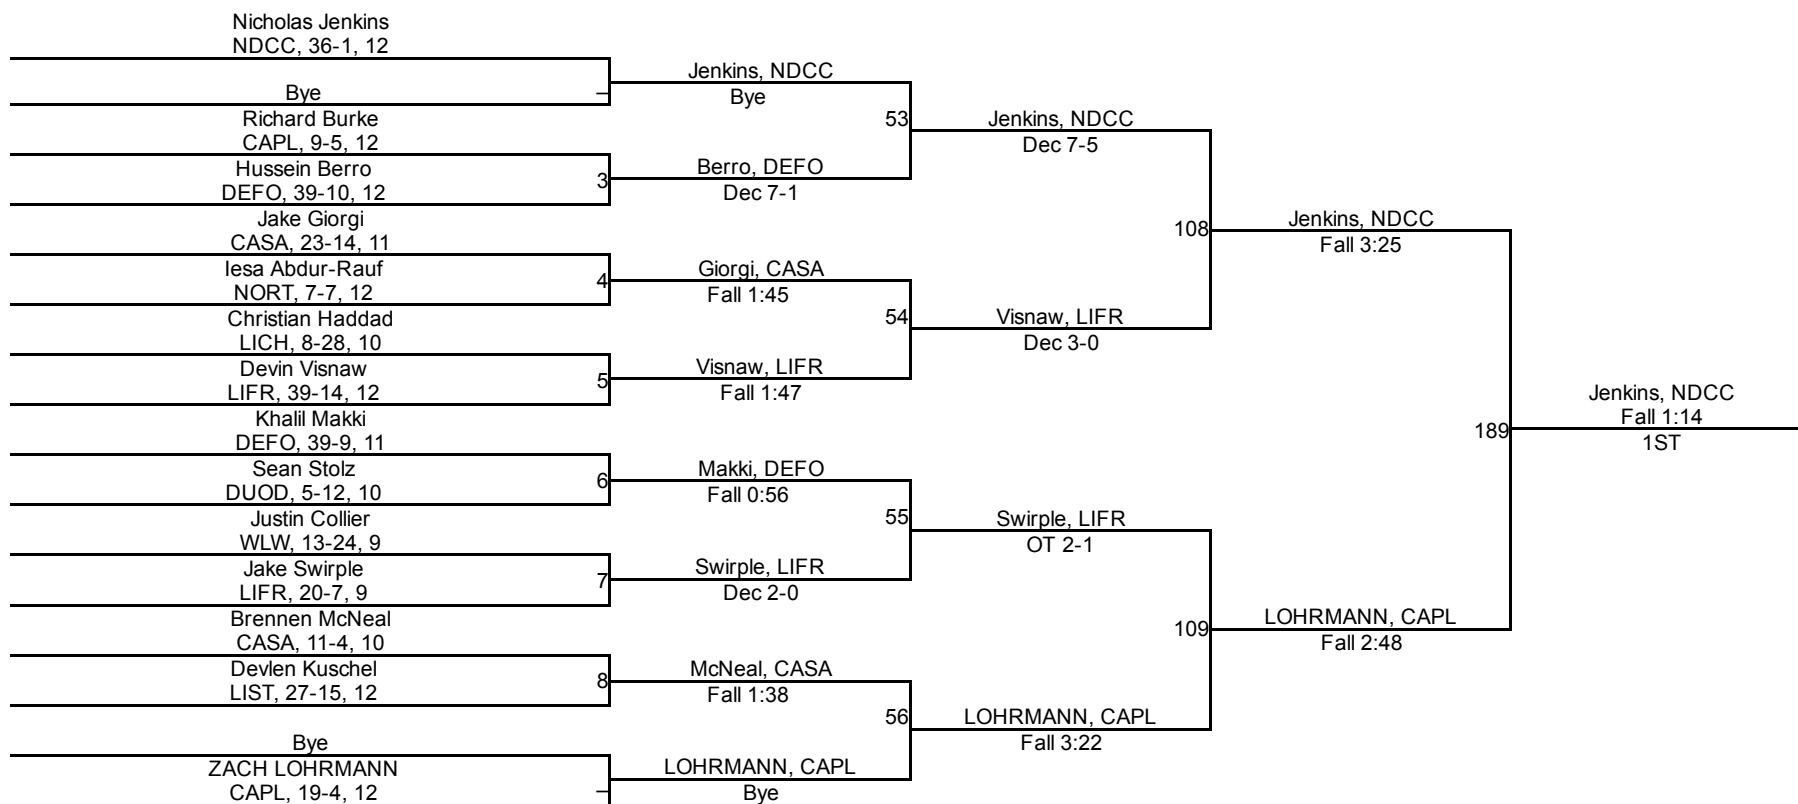 Nicholas Jenkins
NDCC, 36-1, 12
Bye
Richard Burke
CAPL, 9-5, 12
Hussein Berro
DEFO, 39-10, 12
3
Jake Giorgi
CASA, 23-14, 11
Iesa Abdur-Rauf
NORT, 7-7, 12
4
Christian Haddad
LICH, 8-28, 10
Devin Visnaw
LIFR, 39-14, 12
5
Khalil Makki
DEFO, 39-9, 11
Sean Stolz
DUOD, 5-12, 10
6
Justin Collier
WLW, 13-24, 9
Jake Swirple
LIFR, 20-7, 9
7
Brennen McNeal
CASA, 11-4, 10
Devlen Kuschel
LIST, 27-15, 12
8
Bye
ZACH LOHRMANN
CAPL, 19-4, 12
Jenkins, NDCC
Bye
53
Berro, DEFO
Dec 7-1
Giorgi, CASA
Fall 1:45
54
Visnaw, LIFR
Fall 1:47
Makki, DEFO
Fall 0:56
55
Swirple, LIFR
Dec 2-0
McNeal, CASA
Fall 1:38
56
LOHRMANN, CAPL
Bye
Jenkins, NDCC
Dec 7-5
108
Visnaw, LIFR
Dec 3-0
Swirple, LIFR
OT 2-1
109
LOHRMANN, CAPL
Fall 3:22
Jenkins, NDCC
Fall 3:25
189
LOHRMANN, CAPL
Fall 2:48
Jenkins, NDCC
Fall 1:14
1ST